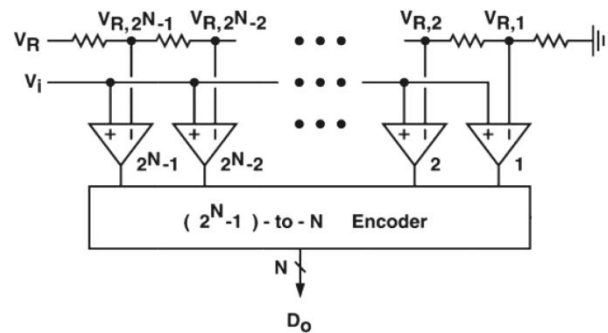 V_R, 2^N-1 V_R, 2^N-2 V_R, 2 V_R, 1
V_R
V_i
+ − + − + − + −
2^N-1 2^N-2 2 1
( 2^N -1 ) - to - N Encoder
N
D_o